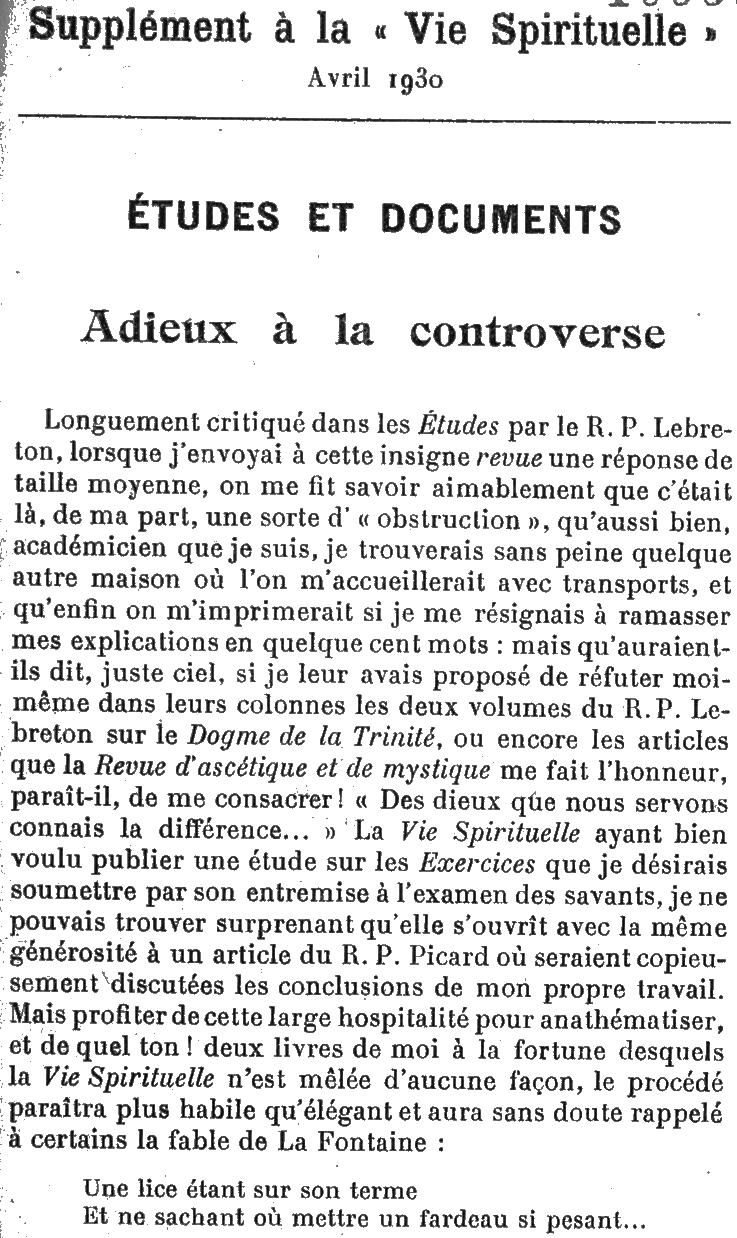 Supplément à la « Vie Spirituelle »
Avril 1930
ÉTUDES ET DOCUMENTS
Adieux à la controverse
Longuement critiqué dans les Études par le R. P. Lebre-
ton, lorsque j'envoyai à cette insigne revue une réponse de
taille moyenne, on me fit savoir aimablement que c'était
là, de ma part, une sorte d' « obstruction », qu'aussi bien,
académicien que je suis, je trouverais sans peine quelque
autre maison où l'on m'accueillerait avec transports, et
qu'enfin on m'imprimerait si je me résignais à ramasser
mes explications en quelque cent mots : mais qu'auraient-
ils dit, juste ciel, si je leur avais proposé de réfuter moi-
même dans leurs colonnes les deux volumes du R. P. Le-
breton sur le Dogme de la Trinité, ou encore les articles
que la Revue d'ascétique et de mystique me fait l'honneur,
paraît-il, de me consacrer! « Des dieux que nous servons
connais la différence... » La Vie Spirituelle ayant bien
voulu publier une étude sur les Exercices que je désirais
soumettre par son entremise à l'examen des savants, je ne
pouvais trouver surprenant qu'elle s'ouvrît avec la même
générosité à un article du R. P. Picard où seraient copieu-
sement discutées les conclusions de mon propre travail.
Mais profiter de cette large hospitalité pour anathématiser,
et de quel ton! deux livres de moi à la fortune desquels
la Vie Spirituelle n'est mêlée d'aucune façon, le procédé
paraîtra plus habile qu'élégant et aura sans doute rappelé
à certains la fable de La Fontaine :
Une lice étant sur son terme
Et ne sachant où mettre un fardeau si pesant...